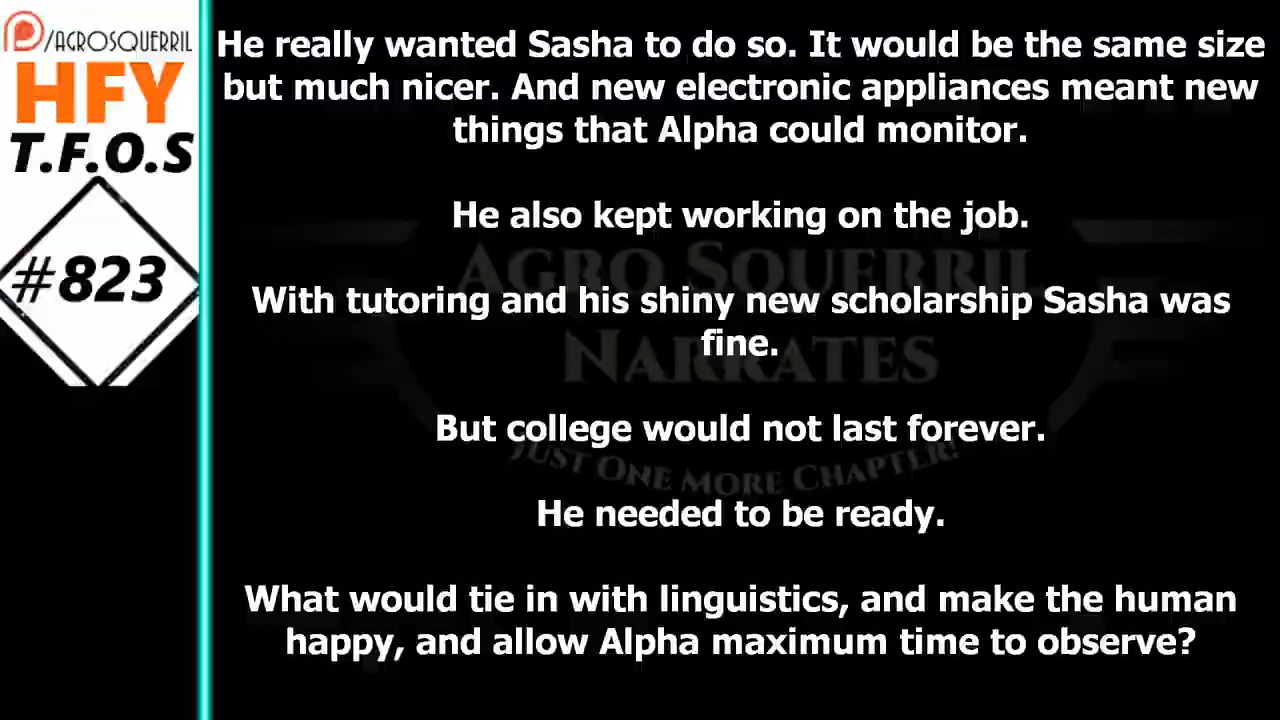 /AGROSQUERRIL
HFY
T.F.O.S
#823
He really wanted Sasha to do so. It would be the same size
but much nicer. And new electronic appliances meant new
things that Alpha could monitor.
He also kept working on the job.
With tutoring and his shiny new scholarship Sasha was
fine.
But college would not last forever.
He needed to be ready.
What would tie in with linguistics, and make the human
happy, and allow Alpha maximum time to observe?
AGRO SQUERRIL
NARRATES
JUST ONE MORE CHAPTER!